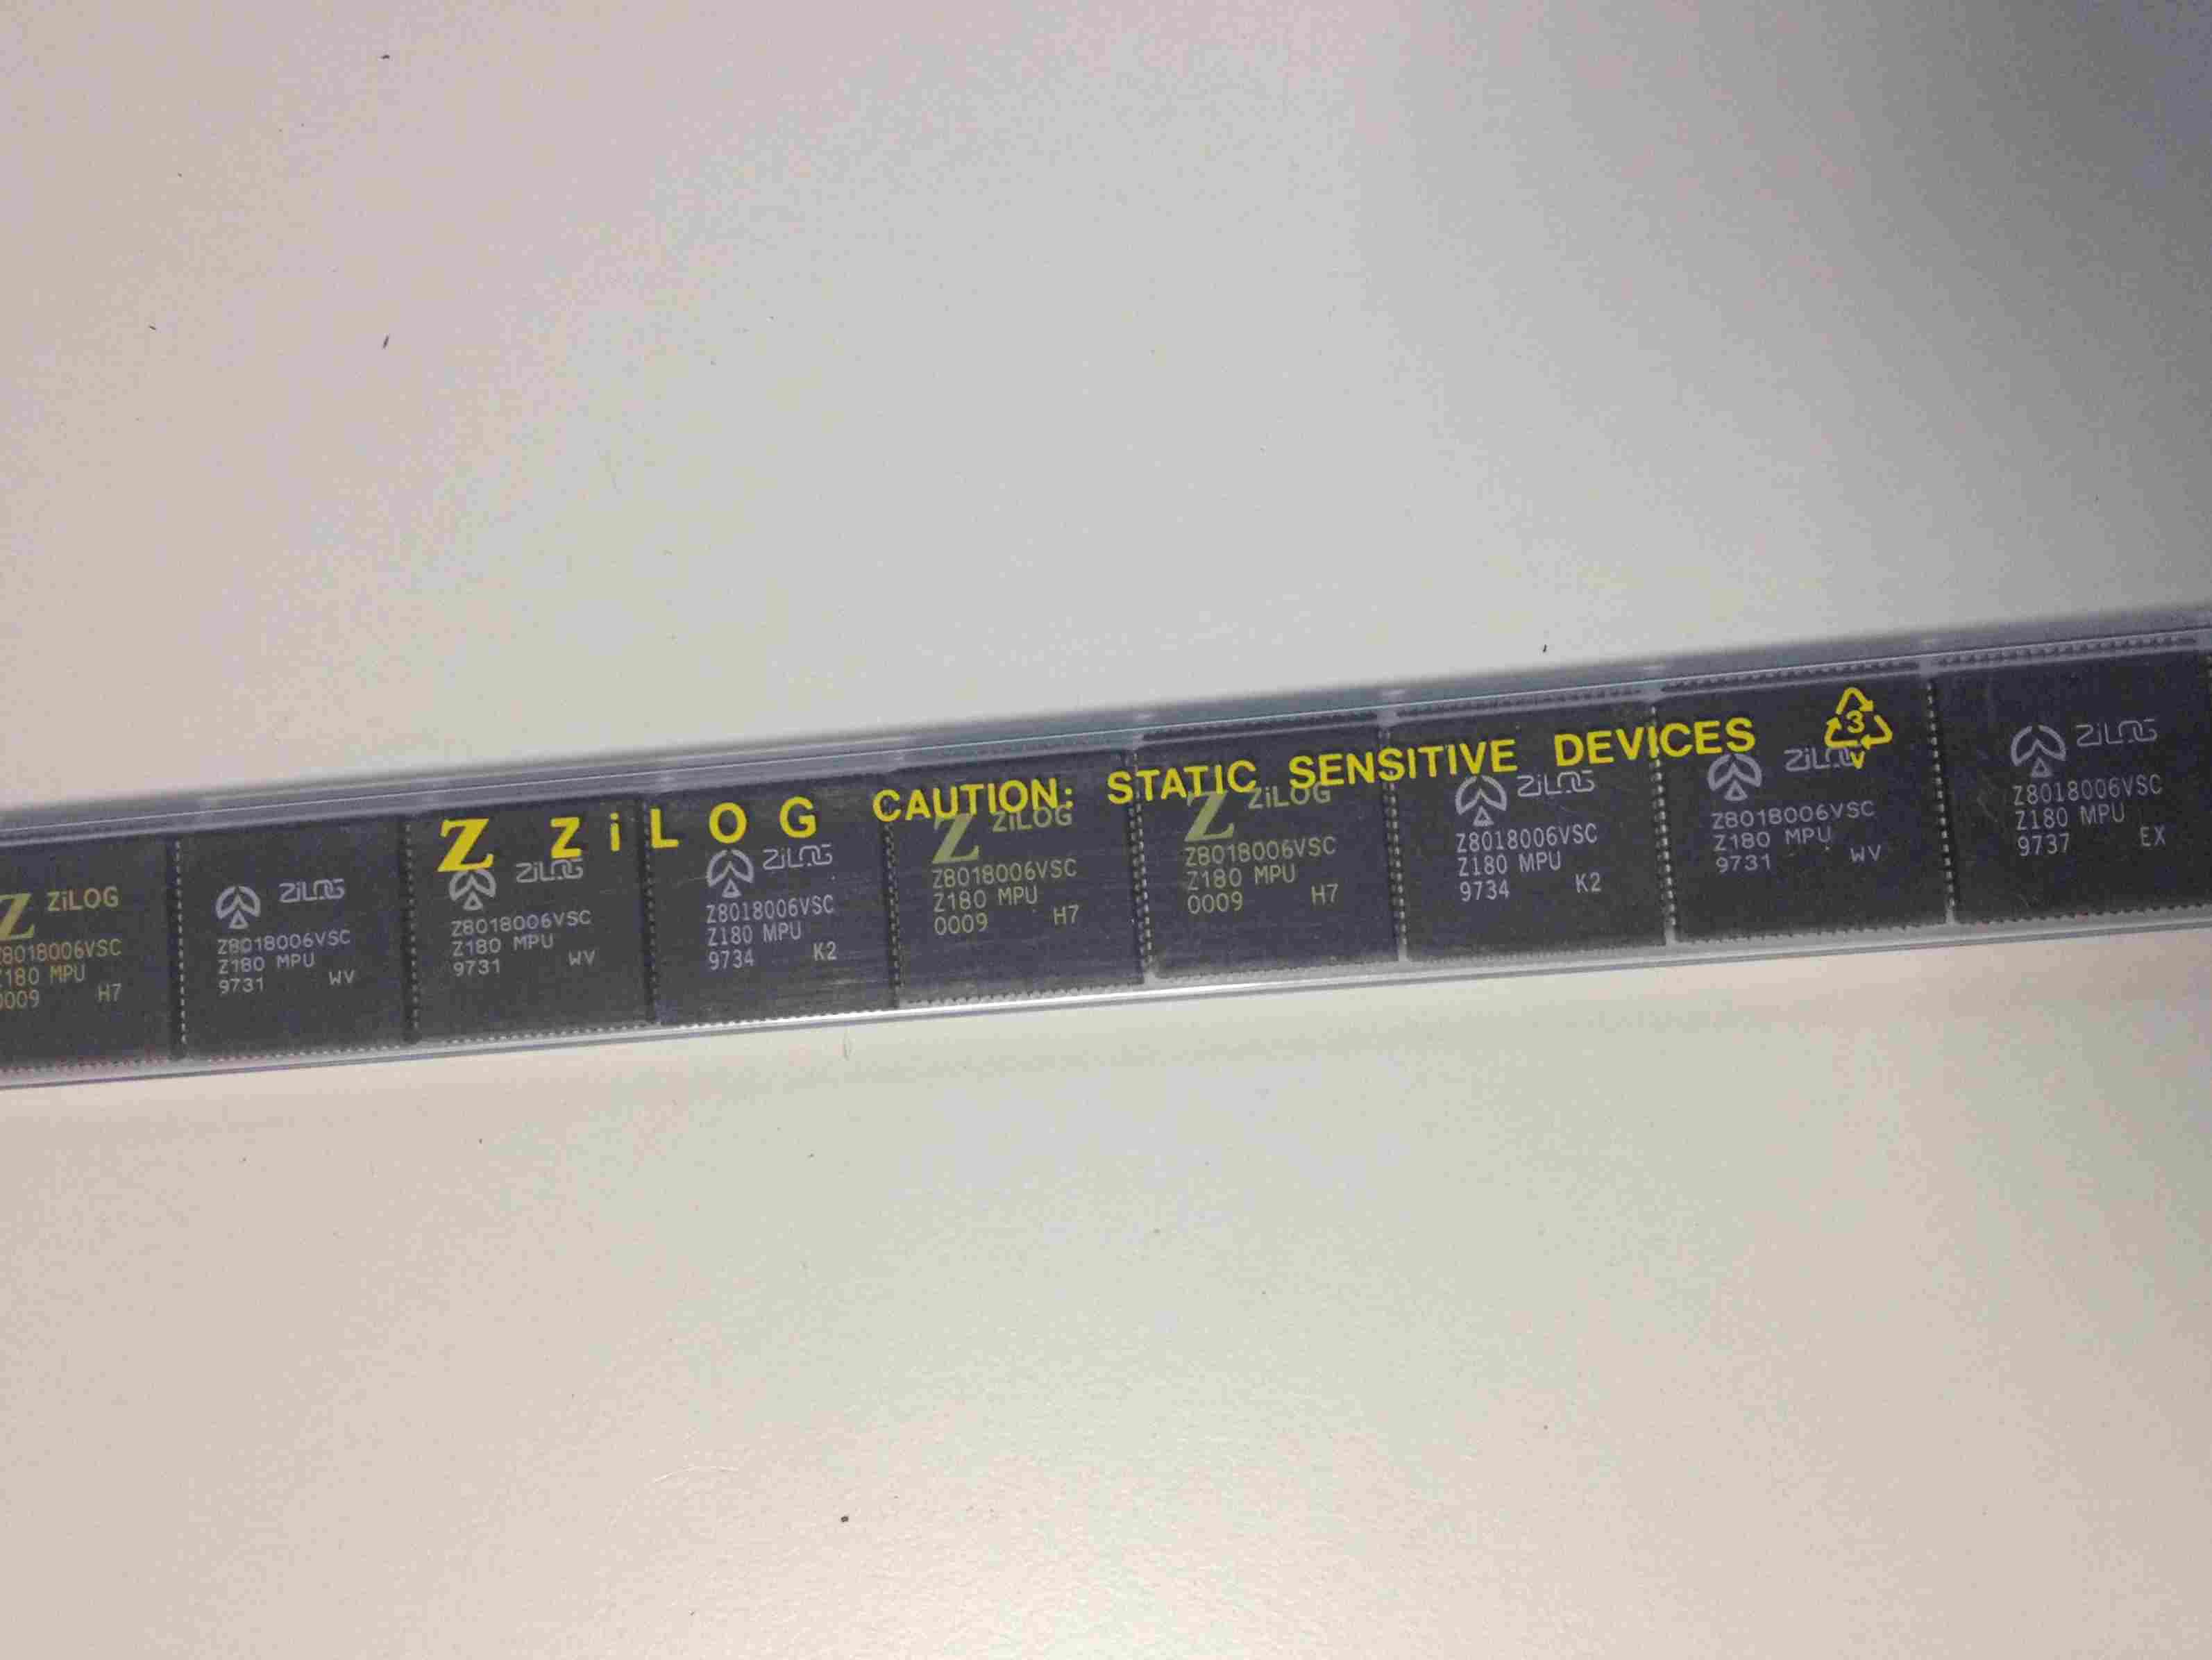 Z ZiLOG CAUTION: STATIC SENSITIVE DEVICES 3
V
Z ZiLOG
8018006VSC
180 MPU
009 H7
ZiLOG
Z8018006VSC
Z180 MPU
9731 WV
ZiLOG
Z8018006VSC
Z180 MPU
9731 WV
ZiLOG
Z8018006VSC
Z180 MPU
9734 K2
Z ZiLOG
Z8018006VSC
Z180 MPU
0009 H7
Z ZiLOG
Z8018006VSC
Z180 MPU
0009 H7
ZiLOG
Z8018006VSC
Z180 MPU
9734 K2
ZiLOG
Z8018006VSC
Z180 MPU
9731 WV
ZiLOG
Z8018006VSC
Z180 MPU
9737 EX